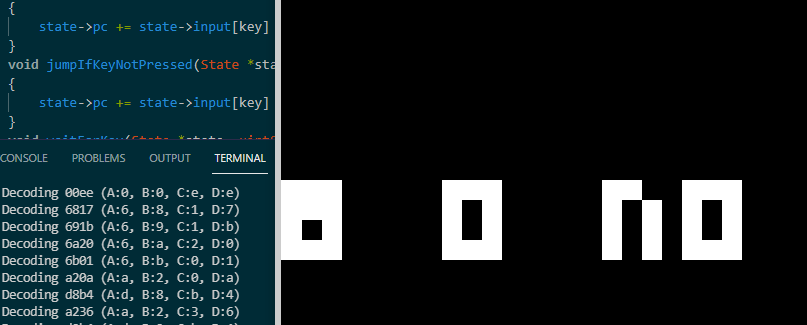 {
state->pc += state->input[key]
}
void jumpIfKeyNotPressed(State *sta
{
state->pc += state->input[key]
}
CONSOLE PROBLEMS OUTPUT TERMINAL
Decoding 00ee (A:0, B:0, C:e, D:e)
Decoding 6817 (A:6, B:8, C:1, D:7)
Decoding 691b (A:6, B:9, C:1, D:b)
Decoding 6a20 (A:6, B:a, C:2, D:0)
Decoding 6b01 (A:6, B:b, C:0, D:1)
Decoding a20a (A:a, B:2, C:0, D:a)
Decoding d8b4 (A:d, B:8, C:b, D:4)
Decoding a236 (A:a, B:2, C:3, D:6)
o 0 no